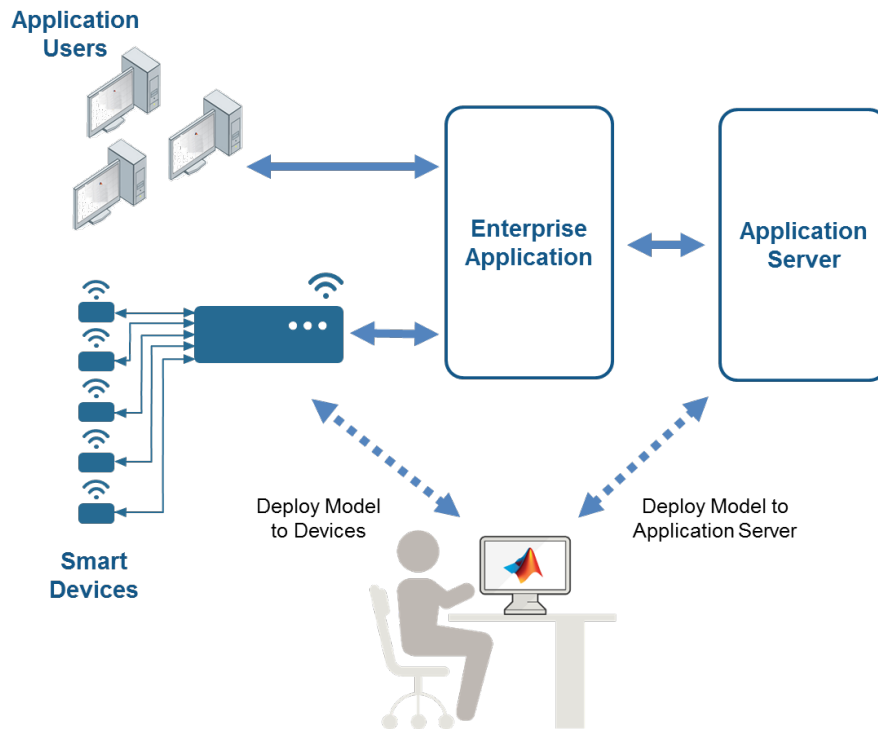 Application
Users
Enterprise
Application
Application
Server
Smart
Devices
Deploy Model
to Devices
Deploy Model to
Application Server